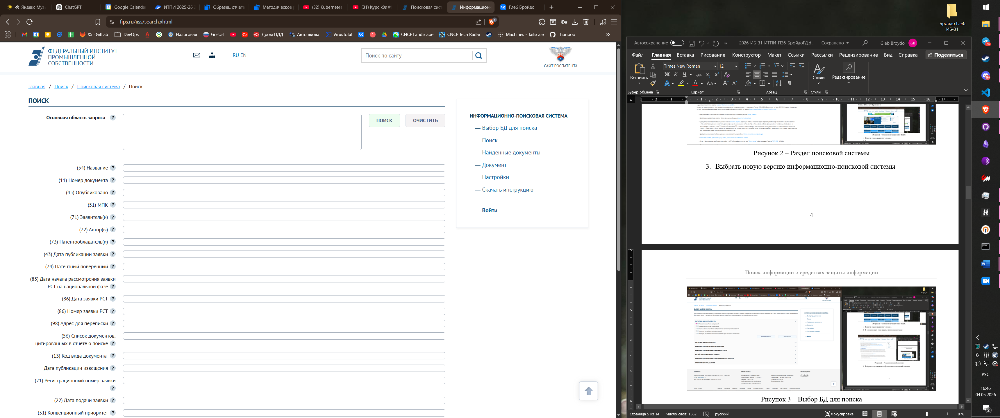 Яндекс Муз
ChatGPT
Google Calenda
ИТПИ 2025-26
Образец отчета
Методическое
(32) Kubernetes
(31) Курс k8s #1
Поисковая сист
Информацион
Глеб Бройдо
fips.ru/iiss/search.xhtml
X5 · GitLab
DevOps
Налоговая
GosUsl
Дром ПДД
Автошкола
VirusTotal
CNCF Landscape
CNCF Tech Radar
Machines - Tailscale
Thunboo
ФЕДЕРАЛЬНЫЙ ИНСТИТУТ
ПРОМЫШЛЕННОЙ
СОБСТВЕННОСТИ
RU EN
Поиск по сайту
САЙТ РОСПАТЕНТА
Главная / Поиск / Поисковая система / Поиск
ПОИСК
Основная область запроса: ?
ПОИСК
ОЧИСТИТЬ
(54) Название ?
(11) Номер документа ?
(45) Опубликовано ?
(51) МПК ?
(71) Заявитель(и) ?
(72) Автор(ы) ?
(73) Патентообладатель(и) ?
(43) Дата публикации заявки ?
(74) Патентный поверенный ?
(85) Дата начала рассмотрения заявки
РСТ на национальной фазе ?
(86) Дата заявки РСТ ?
(86) Номер заявки РСТ ?
(98) Адрес для переписки ?
(56) Список документов,
цитированных в отчете о поиске ?
(13) Код вида документа ?
Дата публикации извещения ?
(21) Регистрационный номер заявки
?
(22) Дата подачи заявки ?
(31) Конвенционный приоритет ?
ИНФОРМАЦИОННО-ПОИСКОВАЯ СИСТЕМА
— Выбор БД для поиска
— Поиск
— Найденные документы
— Документ
— Настройки
— Скачать инструкцию
— Войти
Бройдо Глеб
ИБ-31
Автосохранение
2026_ИБ-31_ИТПИ_П36_БройдоГД.d... - Сохранено
Gleb Broydo
GB
Файл
Главная
Вставка
Рисование
Конструктор
Макет
Ссылки
Рассылки
Рецензирование
Вид
Справка
Поделиться
Вставить
Times New Roman
12
Стили
Редактирование
Буфер обмена
Шрифт
Абзац
Стили
Рисунок 2 – Раздел поисковой системы
3. Выбрать новую версию информационно-поисковой системы
4
Поиск информации о средствах защиты информации
Рисунок 3 – Выбор БД для поиска
Страница 5 из 14
Число слов: 1562
русский
Фокусировка
110 %
РУС
16:46
04.05.2026
2